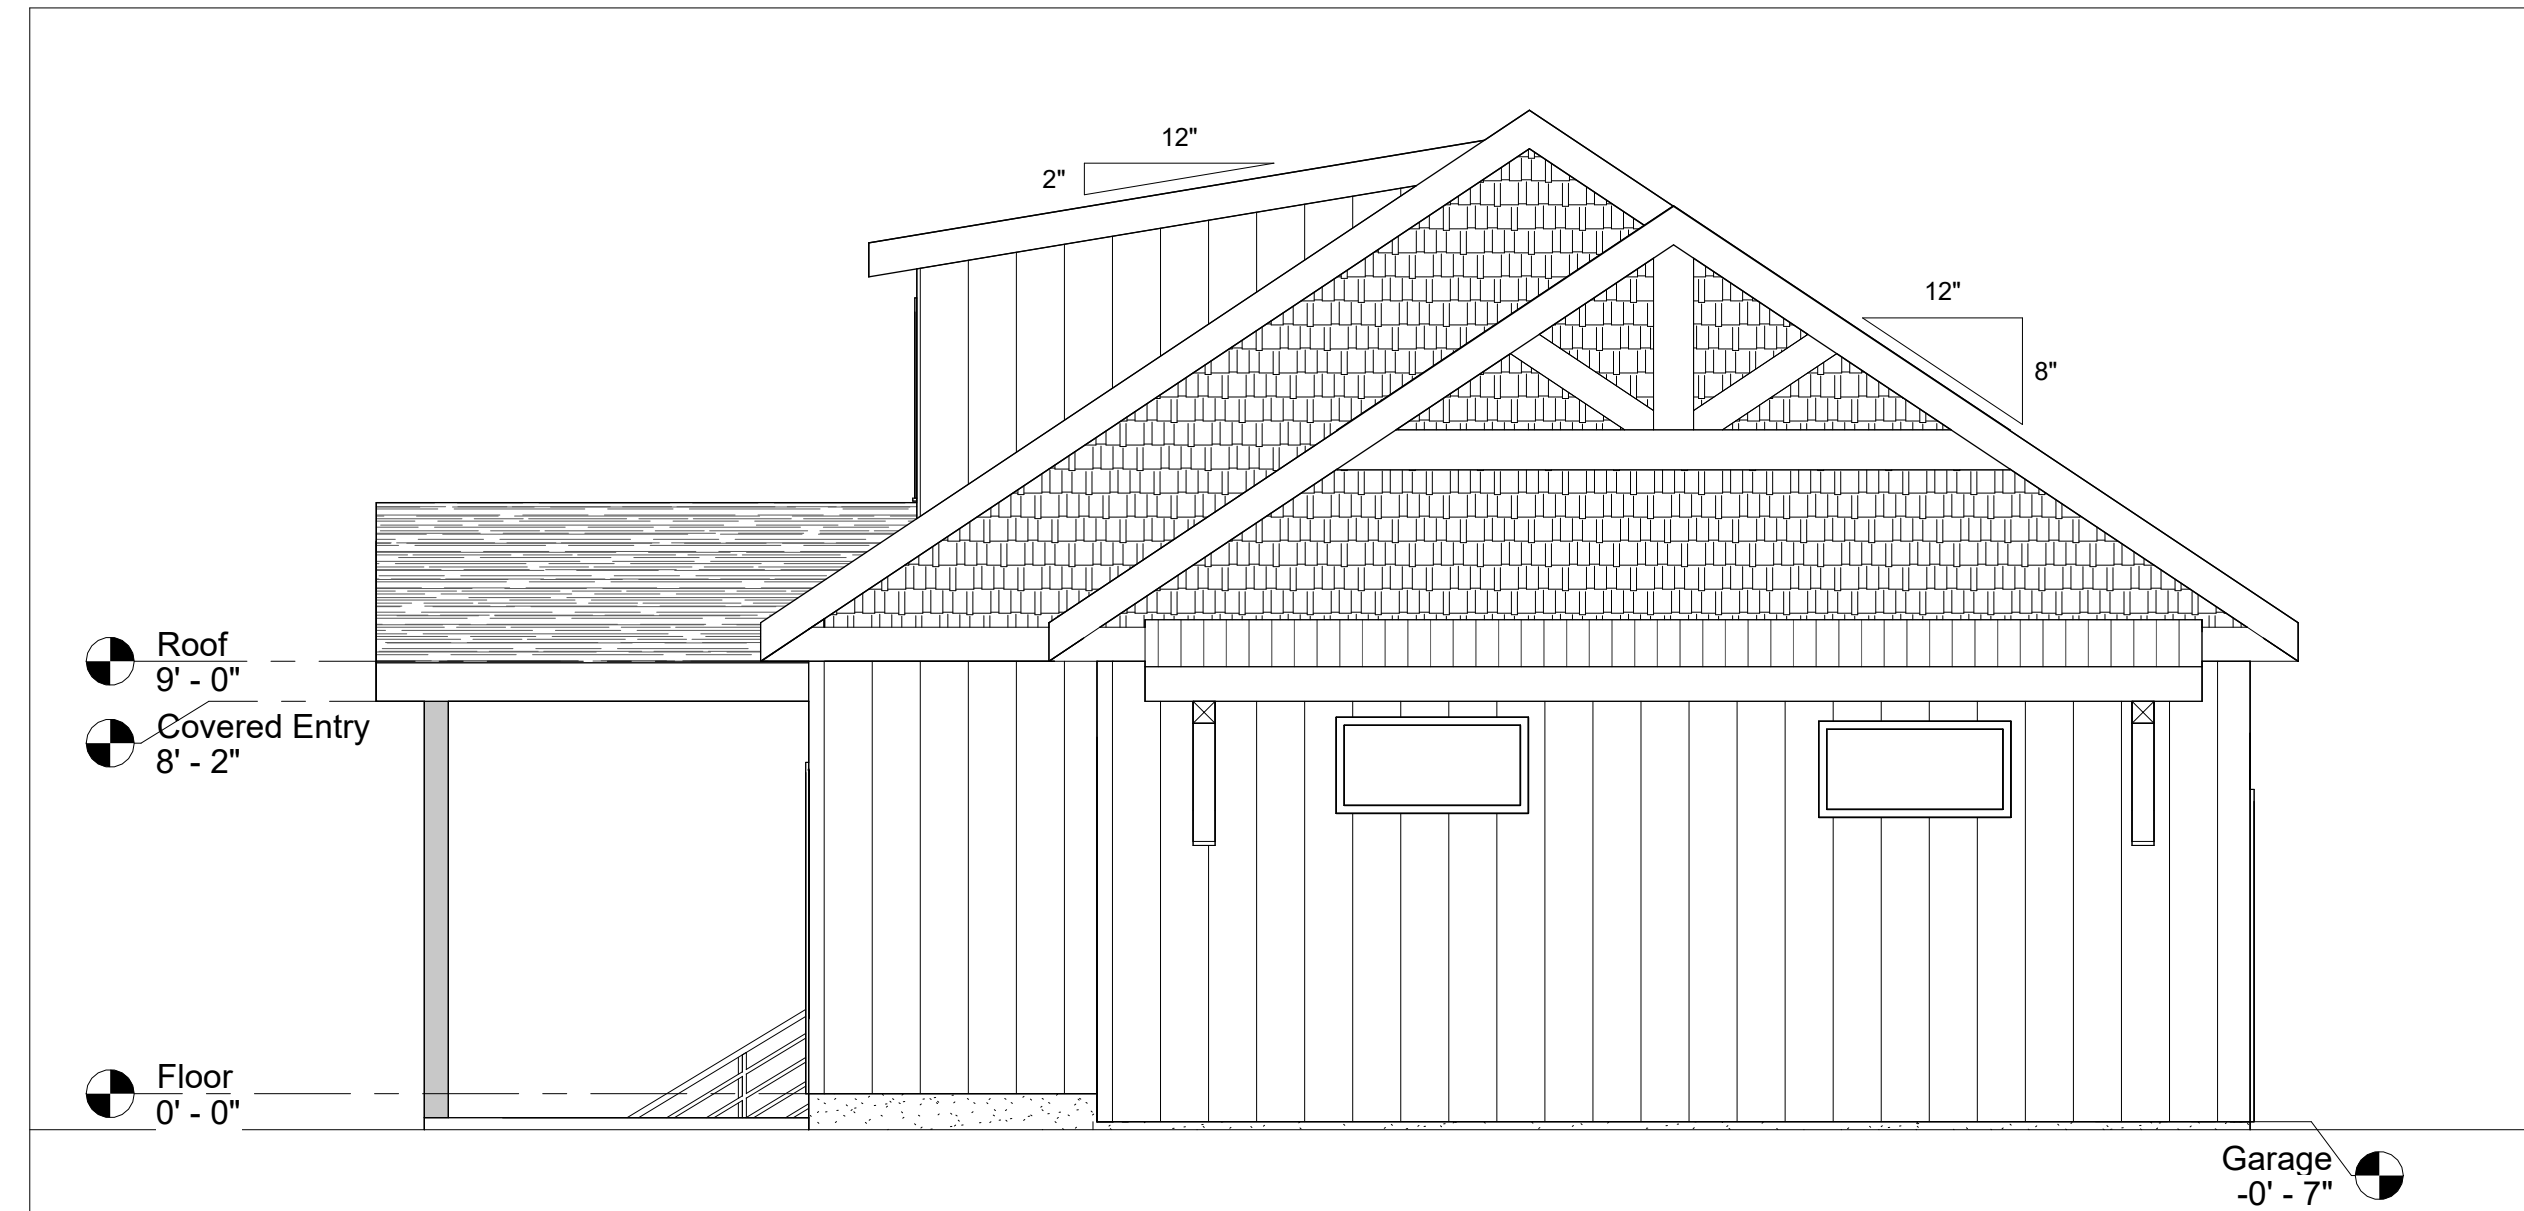 12"
2"
12"
8"
Roof
9' - 0"
Covered Entry
8' - 2"
Floor
0' - 0"
Garage
-0' - 7"